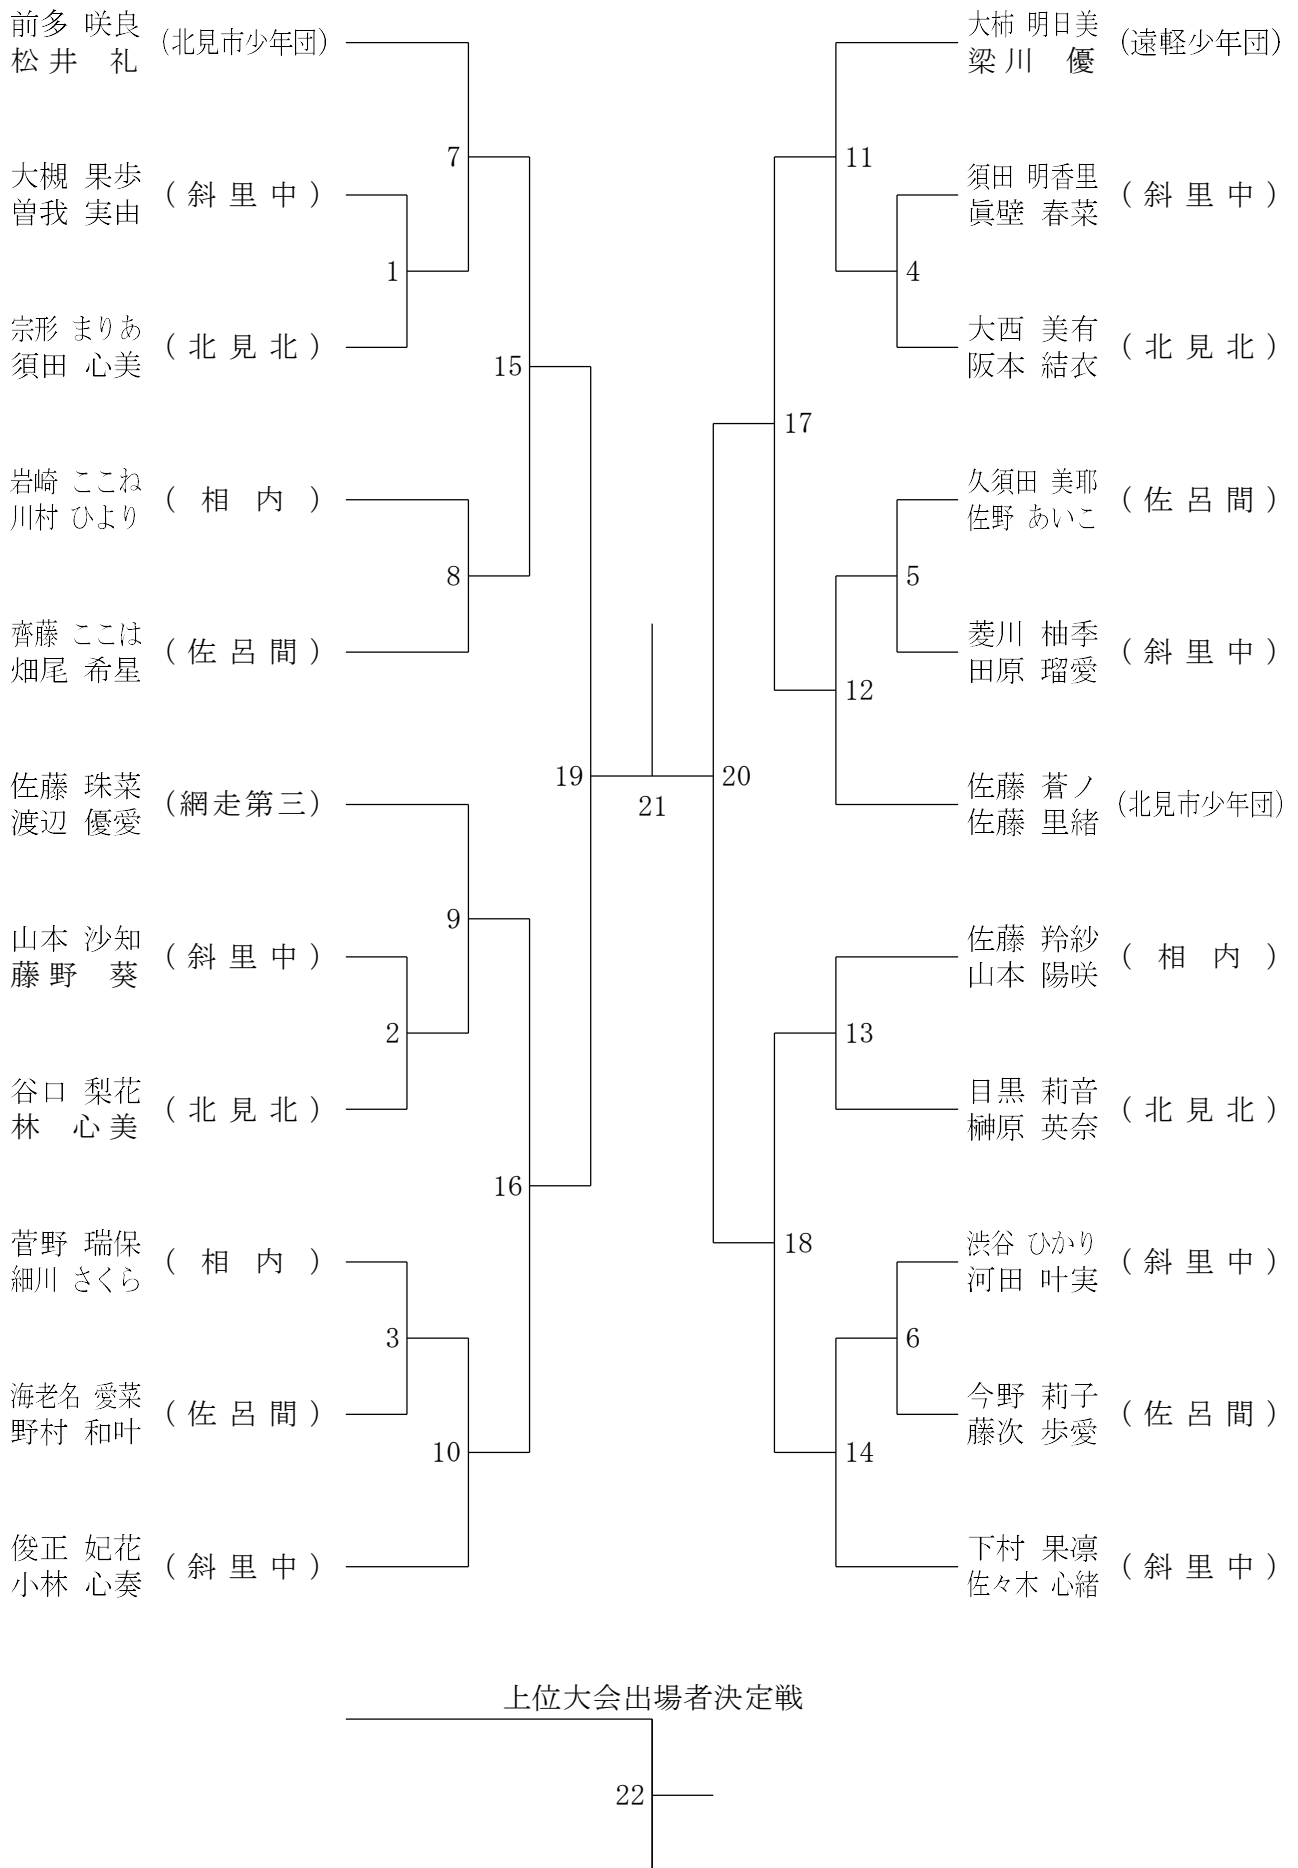 前多 咲良
松井 礼 (北見市少年団)
7
大槻 果歩
曽我 実由 (斜里中)
1
宗形 まりあ
須田 心美 (北見北)
15
岩崎 ここね
川村 ひより (相内)
8
齊藤 ここは
畑尾 希星 (佐呂間)
19
佐藤 珠菜
渡辺 優愛 (網走第三)
9
山本 沙知
藤野 葵 (斜里中)
2
谷口 梨花
林 心美 (北見北)
16
菅野 瑞保
細川 さくら (相内)
3
海老名 愛菜
野村 和叶 (佐呂間)
10
俊正 妃花
小林 心奏 (斜里中)
21
大柿 明日美
梁川 優 (遠軽少年団)
11
須田 明香里
眞壁 春菜 (斜里中)
4
大西 美有
阪本 結衣 (北見北)
17
久須田 美耶
佐野 あいこ (佐呂間)
5
菱川 柚季
田原 瑠愛 (斜里中)
12
20
佐藤 蒼ノ
佐藤 里緒 (北見市少年団)
佐藤 羚紗
山本 陽咲 (相内)
13
目黒 莉音
榊原 英奈 (北見北)
18
渋谷 ひかり
河田 叶実 (斜里中)
6
今野 莉子
藤次 歩愛 (佐呂間)
14
下村 果凛
佐々木 心緒 (斜里中)
上位大会出場者決定戦
22